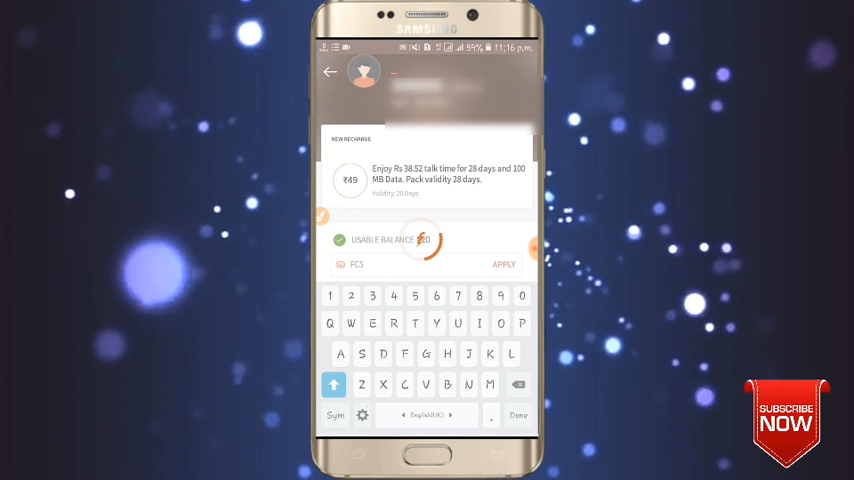 SAMSUNG
59% 11:16 p.m.
NEW RECHARGE
₹49
Enjoy Rs 38.52 talk time for 28 days and 100
MB Data. Pack validity 28 days.
Validity: 28 Days
USABLE BALANCE
FC5
APPLY
1 2 3 4 5 6 7 8 9 0
Q W E R T Y U I O P
A S D F G H J K L
Z X C V B N M
Sym
English(UK)
,
Done
SUBSCRIBE
NOW